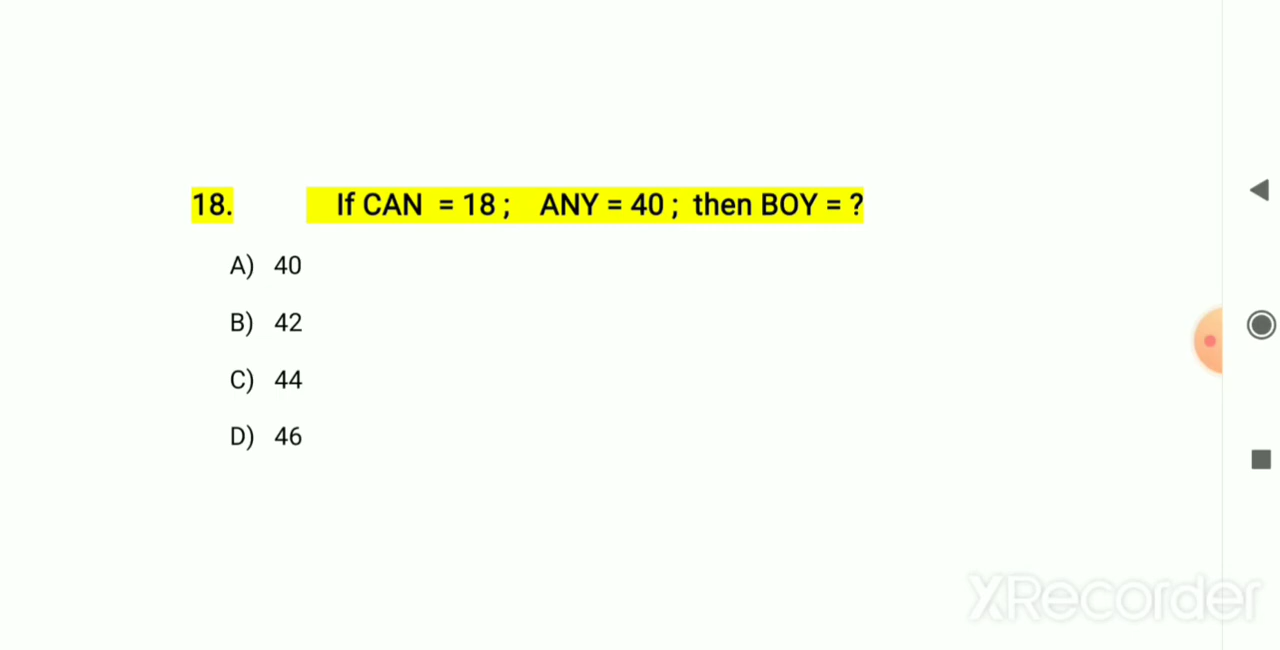 18. If CAN = 18 ; ANY = 40 ; then BOY = ?
A) 40
B) 42
C) 44
D) 46
XRecorder